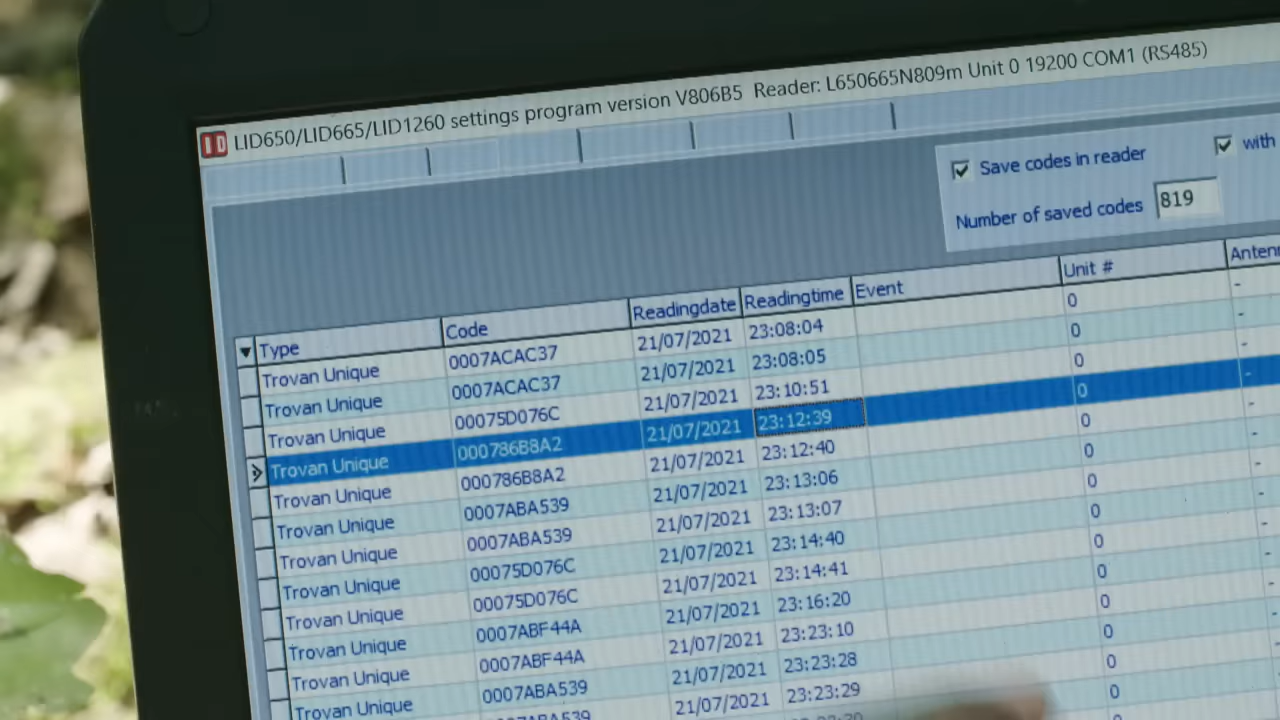 LID650/LID665/LID1260 settings program version V806B5 Reader: L650665N809m Unit 0 19200 COM1 (RS485)
Save codes in reader with
Number of saved codes 819
Type Code Readingdate Readingtime Event Unit # Antenn
Trovan Unique 0007ACAC37 21/07/2021 23:08:04 0 -
Trovan Unique 0007ACAC37 21/07/2021 23:08:05 0 -
Trovan Unique 00075D076C 21/07/2021 23:10:51 0 -
Trovan Unique 000786B8A2 21/07/2021 23:12:39 0 -
Trovan Unique 000786B8A2 21/07/2021 23:12:40 0 -
Trovan Unique 0007ABA539 21/07/2021 23:13:06 0 -
Trovan Unique 0007ABA539 21/07/2021 23:13:07 0 -
Trovan Unique 00075D076C 21/07/2021 23:14:40 0 -
Trovan Unique 00075D076C 21/07/2021 23:14:41 0 -
Trovan Unique 0007ABF44A 21/07/2021 23:16:20 0 -
Trovan Unique 0007ABF44A 21/07/2021 23:23:10 0 -
Trovan Unique 0007ABA539 21/07/2021 23:23:28 0
0007ABA539 21/07/2021 23:23:29 0
0